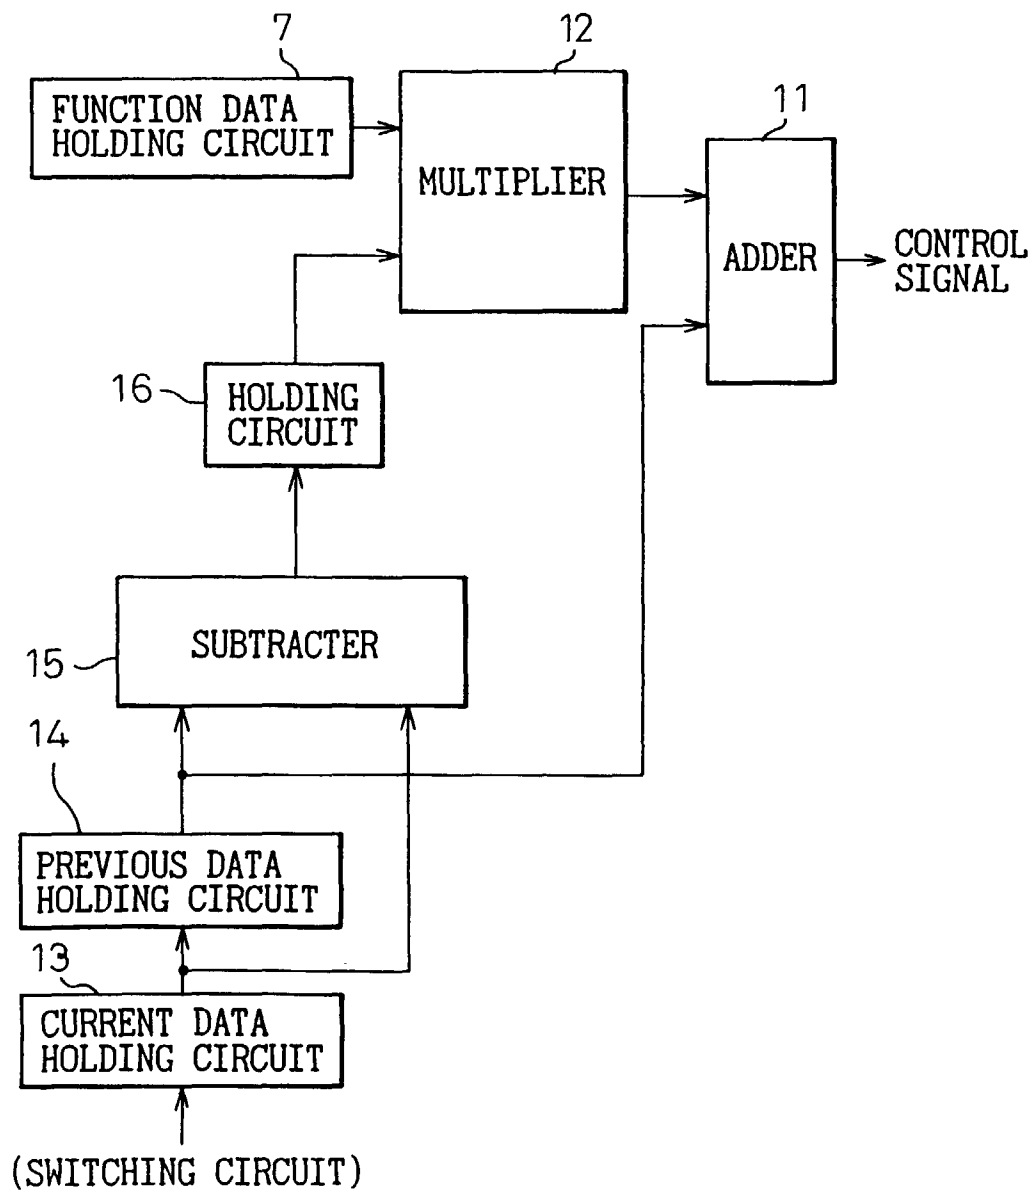 7
FUNCTION DATA
HOLDING CIRCUIT
12
MULTIPLIER
11
ADDER
CONTROL
SIGNAL
16
HOLDING
CIRCUIT
15
SUBTRACTER
14
PREVIOUS DATA
HOLDING CIRCUIT
13
CURRENT DATA
HOLDING CIRCUIT
(SWITCHING CIRCUIT)